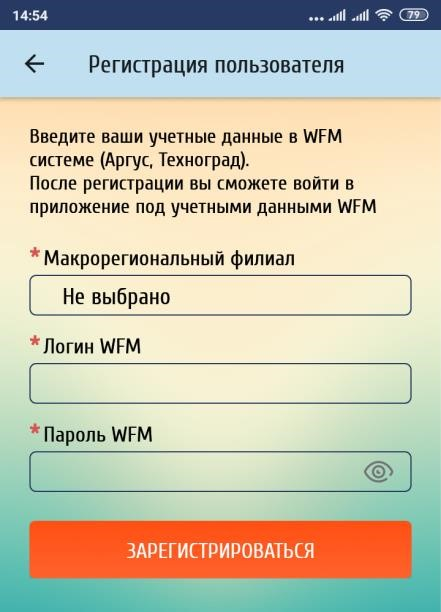 14:54
79
Регистрация пользователя
Введите ваши учетные данные в WFM
системе (Аргус, Техноград).
После регистрации вы сможете войти в
приложение под учетными данными WFM
* Макрорегиональный филиал
Не выбрано
* Логин WFM
* Пароль WFM
ЗАРЕГИСТРИРОВАТЬСЯ